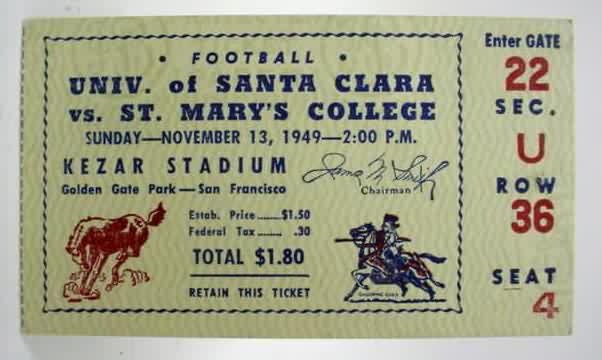 • FOOTBALL •
UNIV. of SANTA CLARA
vs. ST. MARY'S COLLEGE
SUNDAY—NOVEMBER 13, 1949—2:00 P.M.
KEZAR STADIUM
Golden Gate Park — San Francisco
Chairman
Estab. Price......$1.50
Federal Tax...... .30
TOTAL $1.80
RETAIN THIS TICKET
Enter GATE
22
SEC.
U
ROW
36
SEAT
4